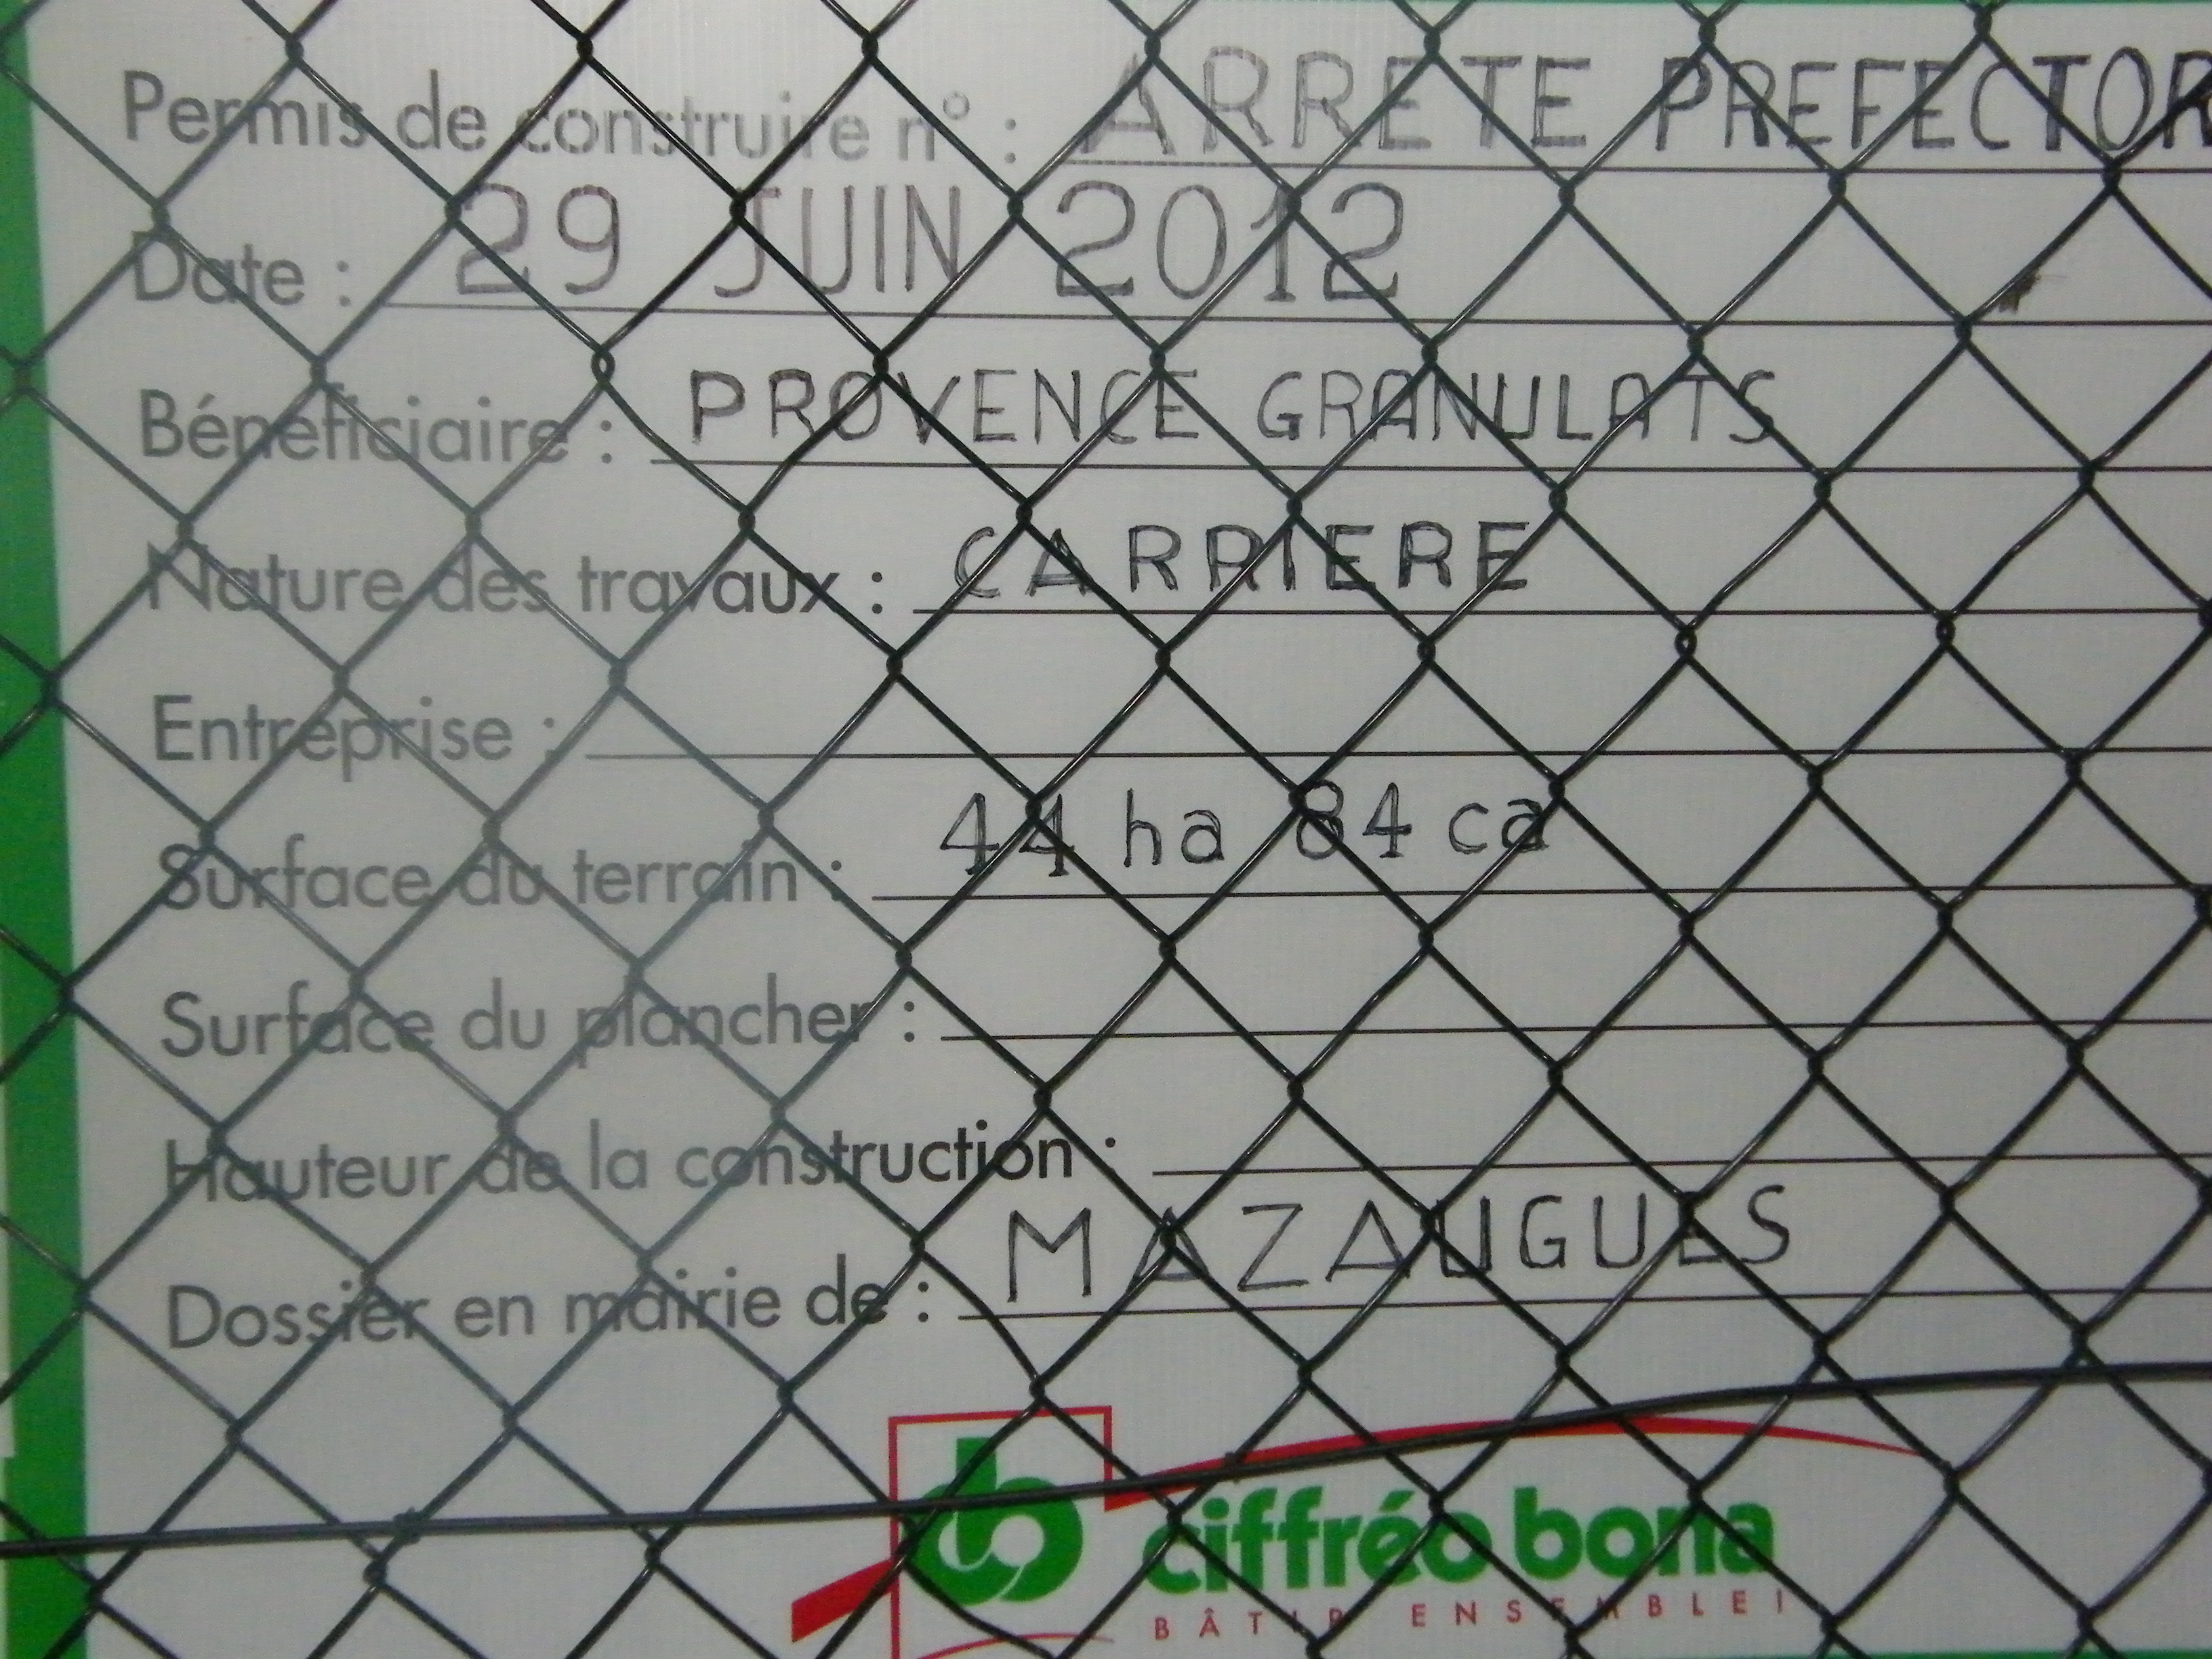 Permis de construire n° : ARRETE PREFECTOR
Date : 29 JUIN 2012
Bénéficiaire : PROVENCE GRANULATS
Nature des travaux : CARRIERE
Entreprise :
Surface du terrain : 44 ha 84 ca
Surface du plancher :
Hauteur de la construction :
Dossier en mairie de : MAZAUGUES
ciffréo bona
BÂTIR ENSEMBLE!